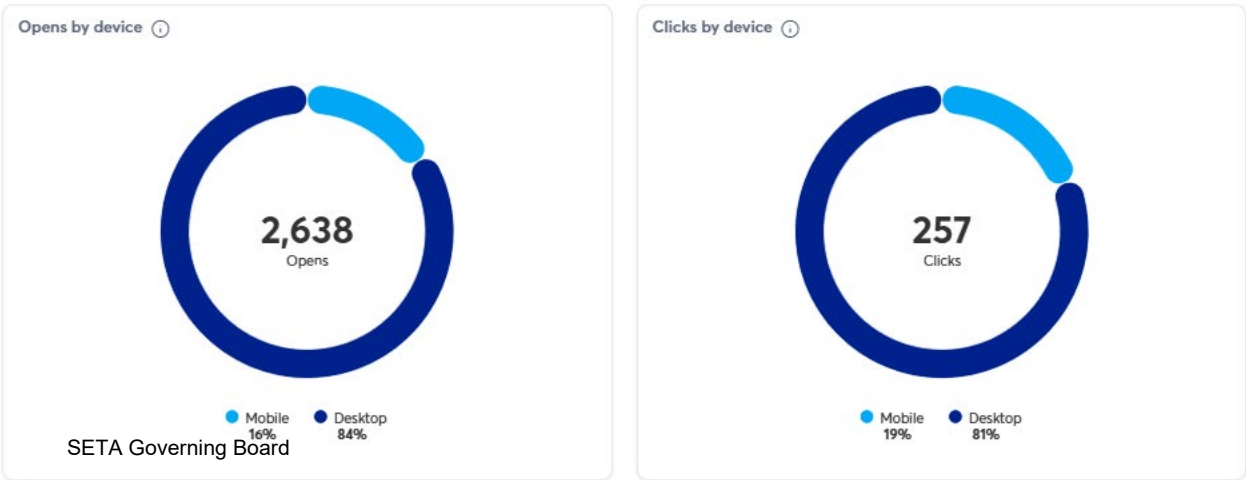 Opens by device
2,638
Opens
Mobile Desktop
16% 84%
SETA Governing Board
Clicks by device
257
Clicks
Mobile Desktop
19% 81%